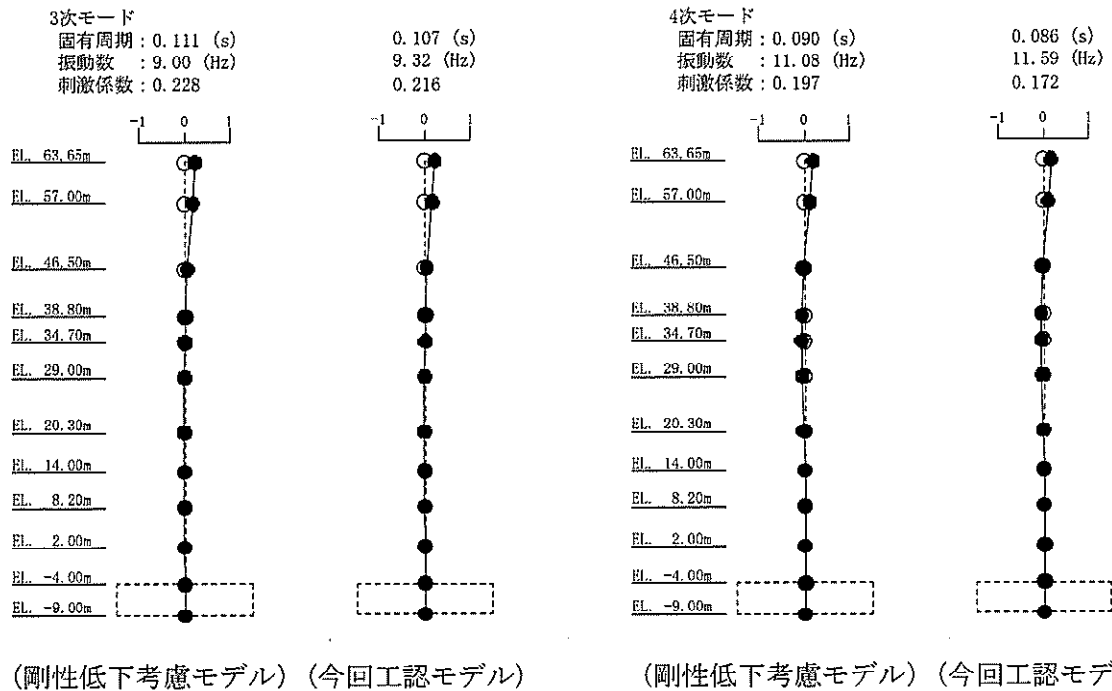 3次モード
固有周期:0.111 (s)
振動数 :9.00 (Hz)
刺激係数:0.228
0.107 (s)
9.32 (Hz)
0.216
-1 0 1
-1 0 1
EL. 63.65m
EL. 57.00m
EL. 46.50m
EL. 38.80m
EL. 34.70m
EL. 29.00m
EL. 20.30m
EL. 14.00m
EL. 8.20m
EL. 2.00m
EL. -4.00m
EL. -9.00m
(剛性低下考慮モデル) (今回工認モデル)
4次モード
固有周期:0.090 (s)
振動数 :11.08 (Hz)
刺激係数:0.197
0.086 (s)
11.59 (Hz)
0.172
-1 0 1
-1 0 1
EL. 63.65m
EL. 57.00m
EL. 46.50m
EL. 38.80m
EL. 34.70m
EL. 29.00m
EL. 20.30m
EL. 14.00m
EL. 8.20m
EL. 2.00m
EL. -4.00m
EL. -9.00m
(剛性低下考慮モデル) (今回工認モデ